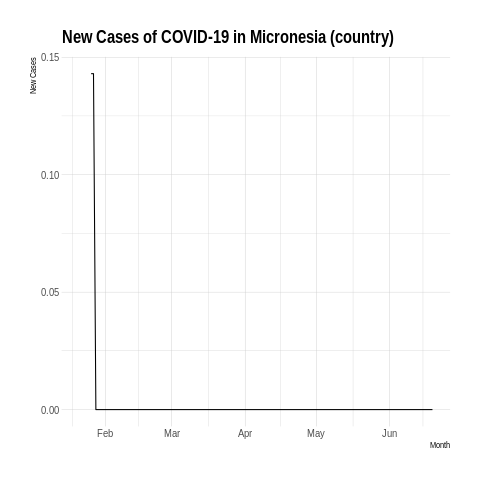 New Cases of COVID-19 in Micronesia (country)
New Cases
0.15
0.10
0.05
0.00
Feb Mar Apr May Jun
Month